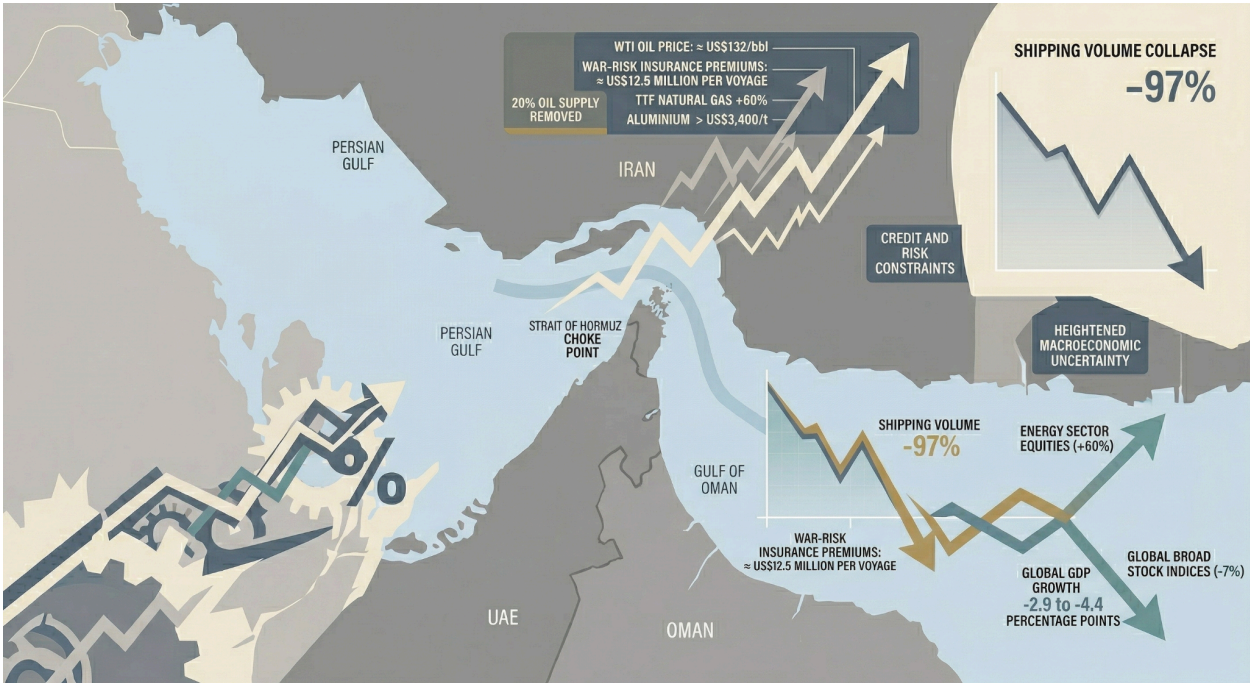 WTI OIL PRICE: ≈ US$132/bbl
WAR-RISK INSURANCE PREMIUMS:
≈ US$12.5 MILLION PER VOYAGE
TTF NATURAL GAS +60%
ALUMINIUM > US$3,400/t
20% OIL SUPPLY
REMOVED
SHIPPING VOLUME COLLAPSE
-97%
PERSIAN
GULF
IRAN
CREDIT AND
RISK
CONSTRAINTS
PERSIAN
GULF
STRAIT OF HORMUZ
CHOKE
POINT
HEIGHTENED
MACROECONOMIC
UNCERTAINTY
%
GULF OF
OMAN
SHIPPING VOLUME
-97%
ENERGY SECTOR
EQUITIES (+60%)
WAR-RISK
INSURANCE PREMIUMS:
≈ US$12.5 MILLION PER VOYAGE
GLOBAL BROAD
STOCK INDICES (-7%)
GLOBAL GDP
GROWTH
-2.9 to -4.4
PERCENTAGE POINTS
UAE
OMAN